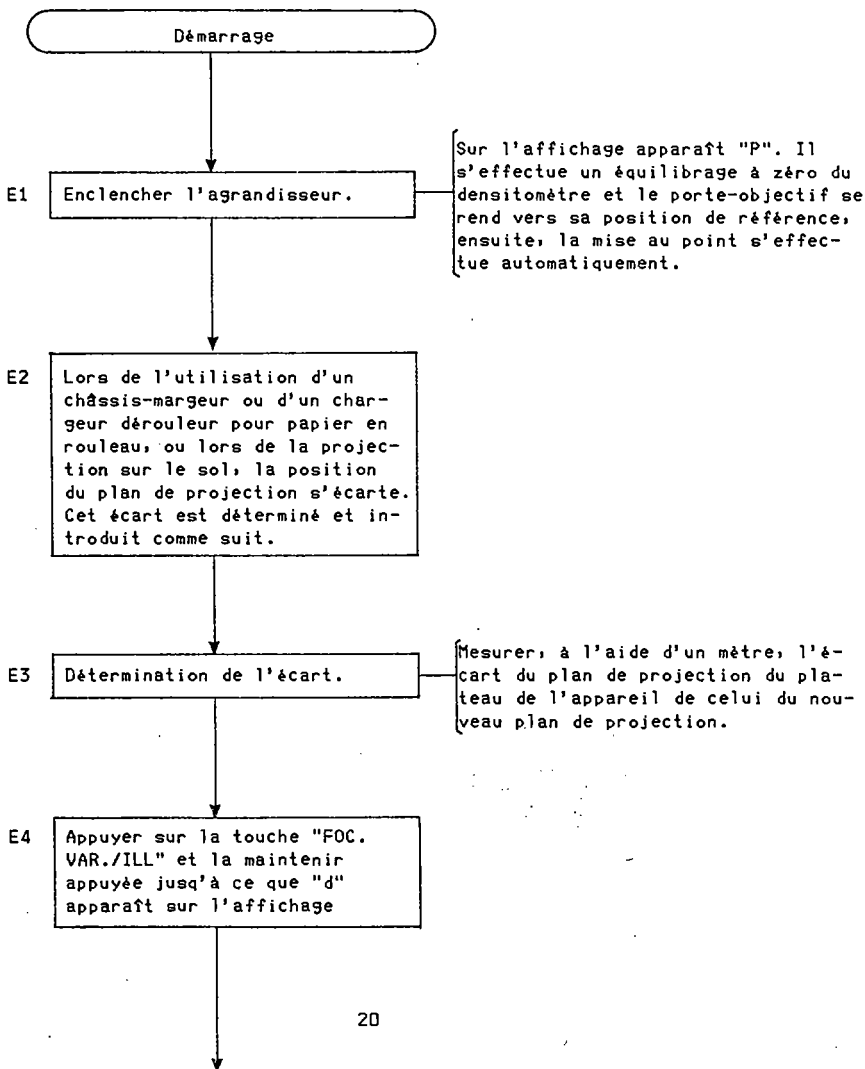 Démarrage
E1
Enclencher l'agrandisseur.
Sur l'affichage apparaît "P". Il
s'effectue un équilibrage à zéro du
densitomètre et le porte-objectif se
rend vers sa position de référence,
ensuite, la mise au point s'effec-
tue automatiquement.
E2
Lors de l'utilisation d'un
châssis-margeur ou d'un char-
geur dérouleur pour papier en
rouleau, ou lors de la projec-
tion sur le sol, la position
du plan de projection s'écarte.
Cet écart est déterminé et in-
troduit comme suit.
E3
Détermination de l'écart.
Mesurer, à l'aide d'un mètre, l'é-
cart du plan de projection du pla-
teau de l'appareil de celui du nou-
veau plan de projection.
E4
Appuyer sur la touche "FOC.
VAR./ILL" et la maintenir
appuyée jusqu'à ce que "d"
apparaît sur l'affichage
20